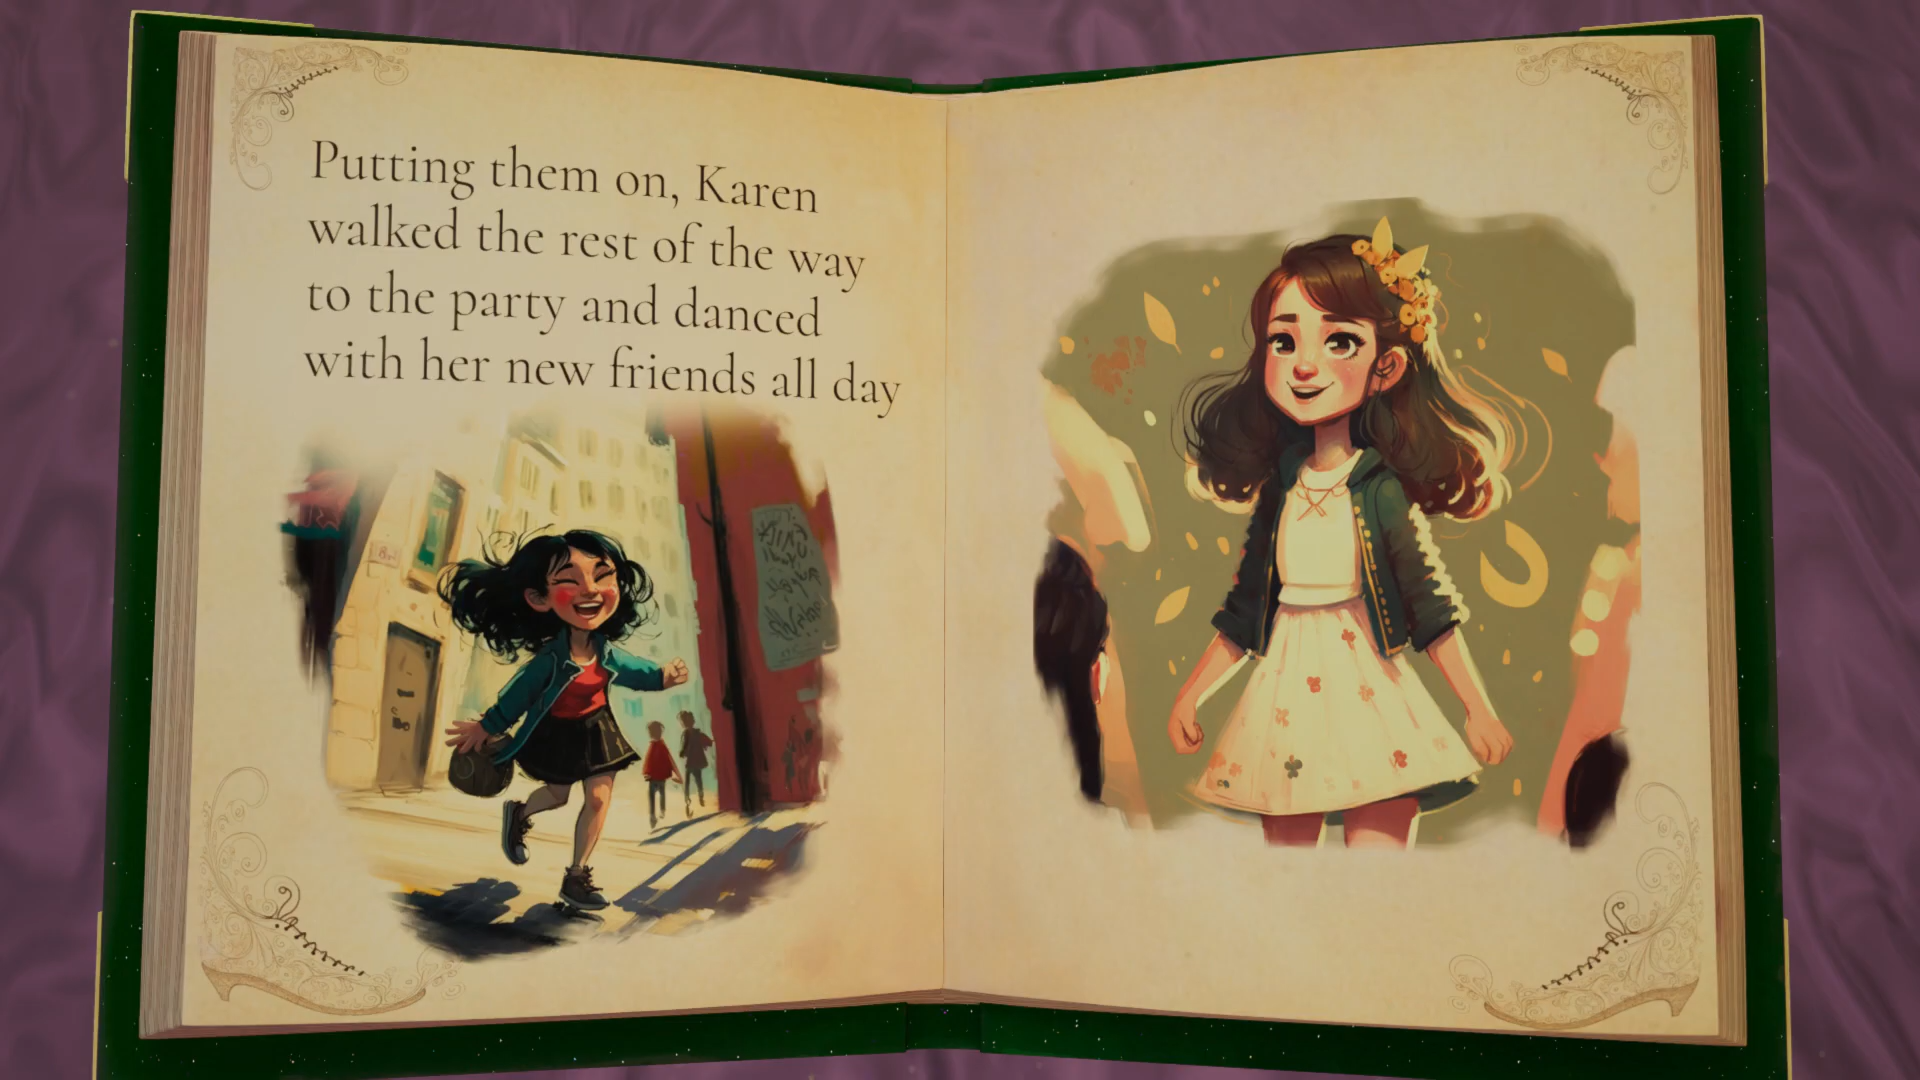 Putting them on, Karen
walked the rest of the way
to the party and danced
with her new friends all day